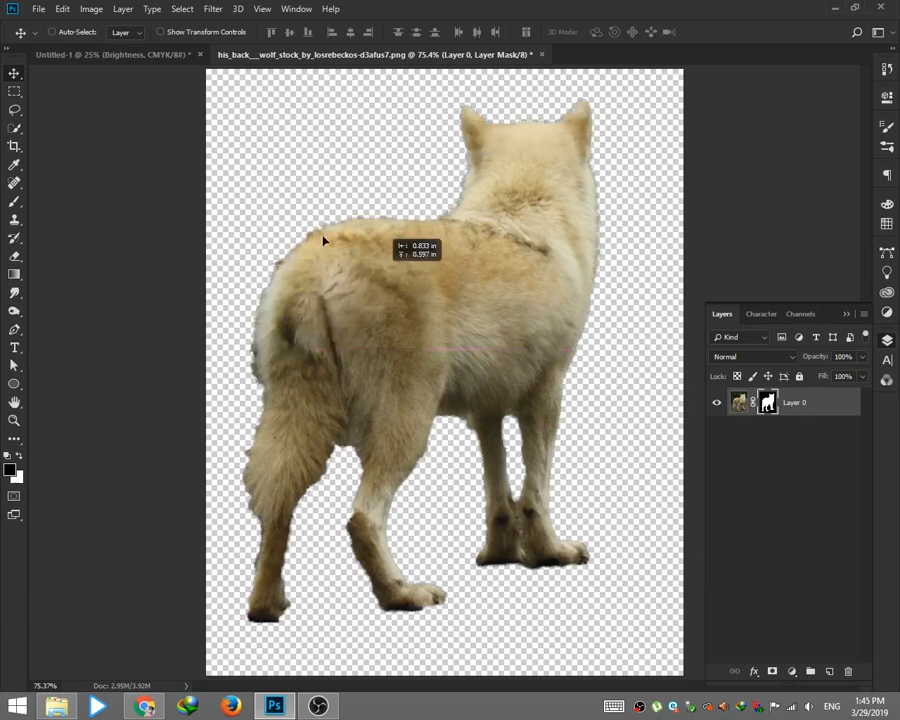 Ps File Edit Image Layer Type Select Filter 3D View Window Help
Auto-Select: Layer Show Transform Controls 3D Mode:
Untitled-1 @ 25% (Brightness, CMYK/8#) * × his_back__wolf_stock_by_losrebeckos-d3afus7.png @ 75.4% (Layer 0, Layer Mask/8) * ×
: 0.833 in
: 0.597 in
Layers Character Channels
Kind
Normal Opacity: 100%
Lock: Fill: 100%
Layer 0
75.37% Doc: 2.95M/3.92M
Ps ENG
1:45 PM
3/29/2019